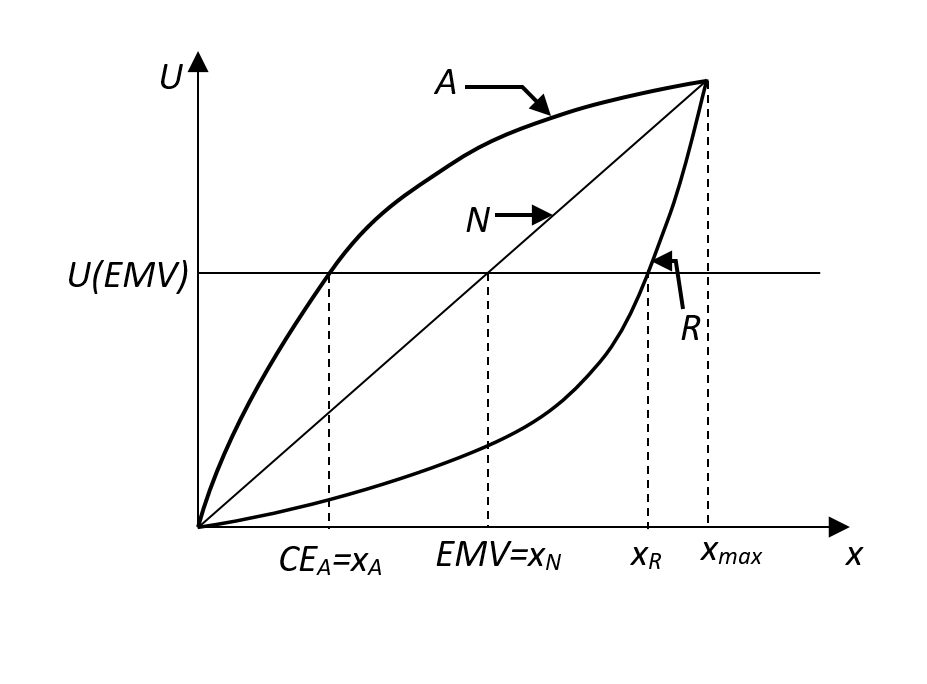 U
A
N
U(EMV)
R
CE_A=x_A
EMV=x_N
x_R
x_max
x